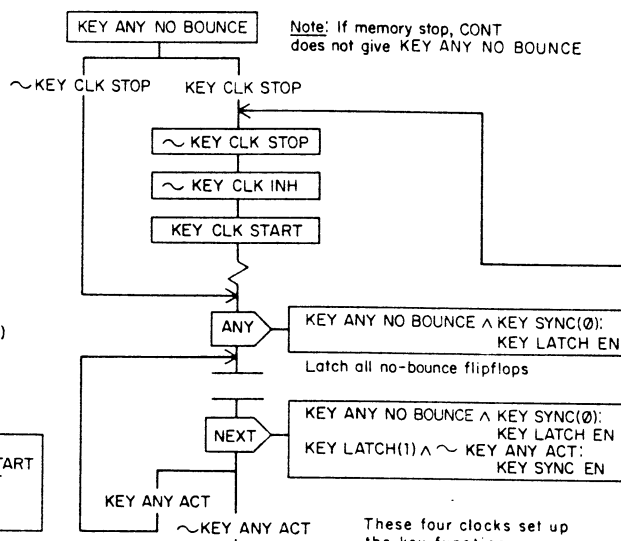 KEY ANY NO BOUNCE
Note: If memory stop, CONT
does not give KEY ANY NO BOUNCE
~KEY CLK STOP
KEY CLK STOP
~ KEY CLK STOP
~ KEY CLK INH
KEY CLK START
ANY
KEY ANY NO BOUNCE ∧ KEY SYNC(Ø):
KEY LATCH EN
)
Latch all no-bounce flipflops
NEXT
KEY ANY NO BOUNCE ∧ KEY SYNC(Ø):
KEY LATCH EN
KEY LATCH(1) ∧ ~ KEY ANY ACT:
KEY SYNC EN
TART
KEY ANY ACT
~KEY ANY ACT
These four clocks set up
the key functio